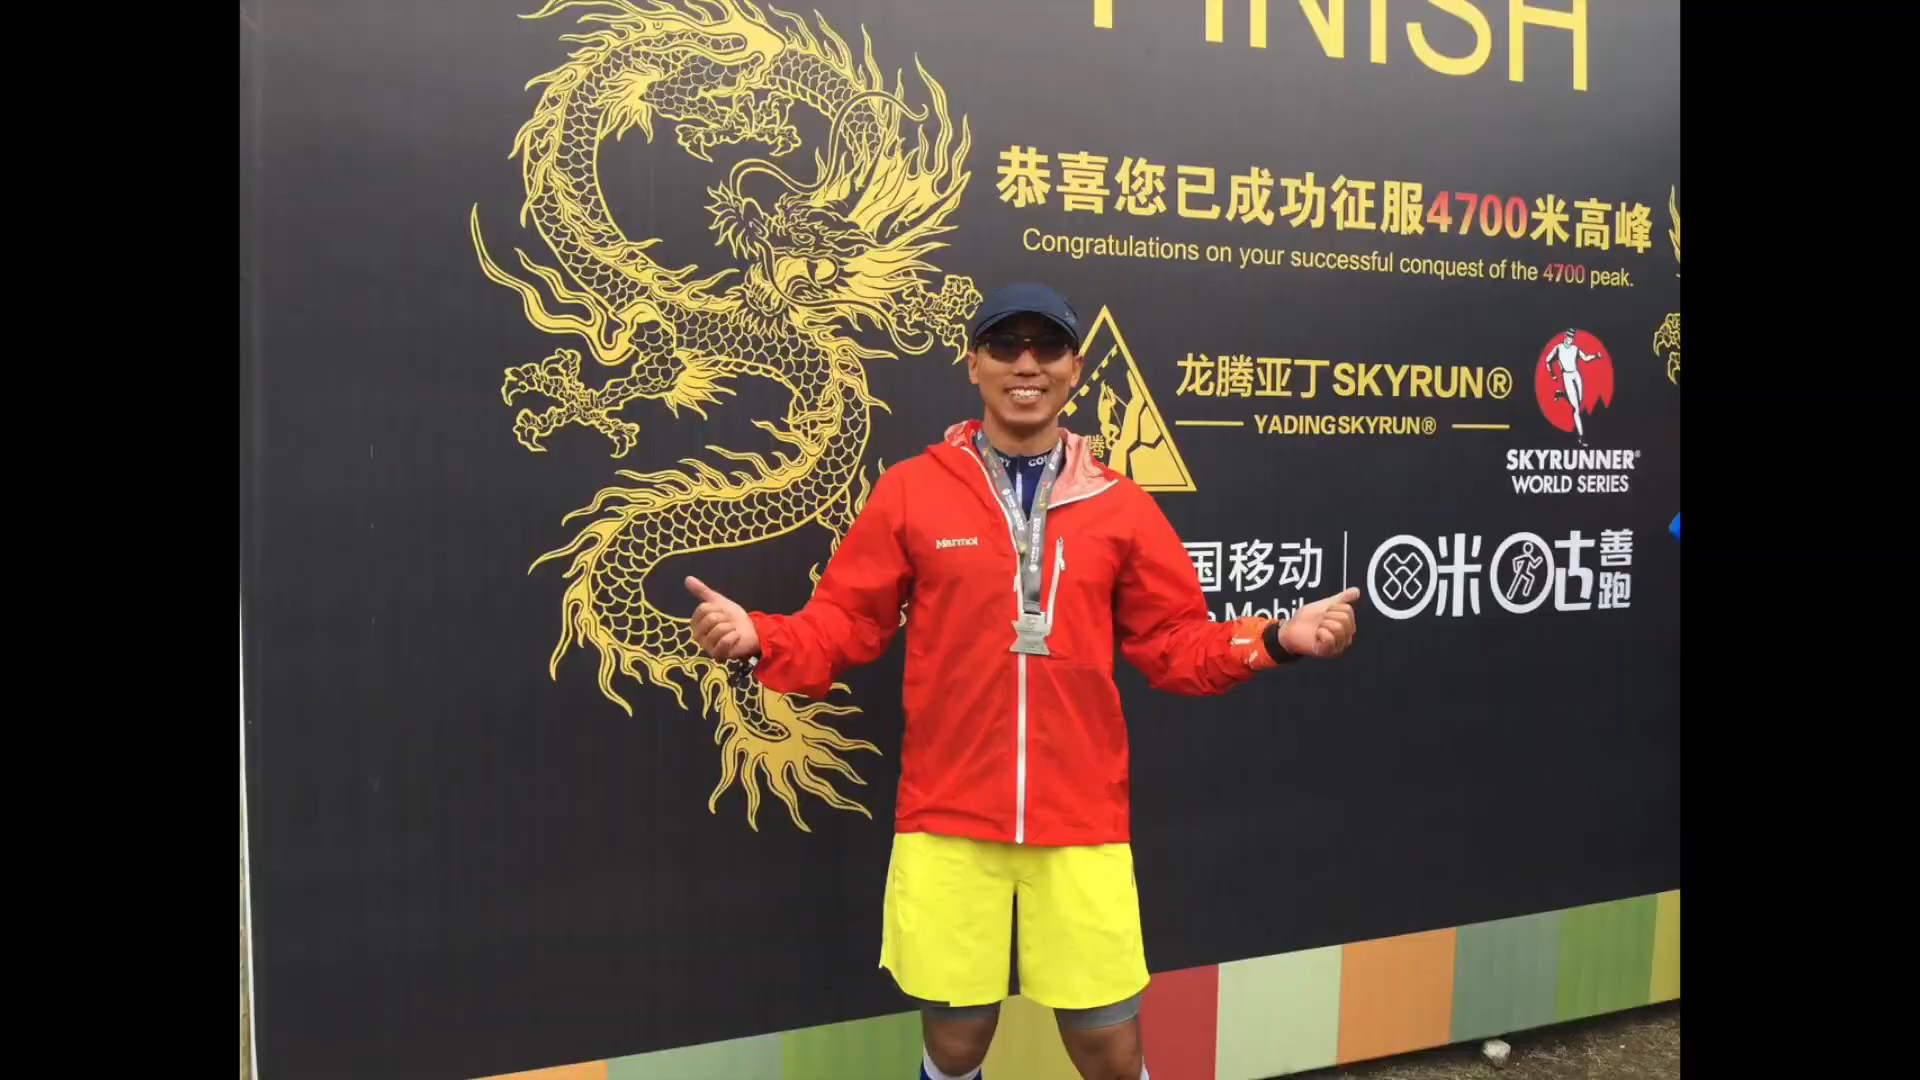 FINISH
恭喜您已成功征服4700米高峰
Congratulations on your successful conquest of the 4700 peak.
龙腾亚丁SKYRUN®
YADINGSKYRUN®
SKYRUNNER®
WORLD SERIES
腾
国移动
咪咕善跑
Mobil
Marmot